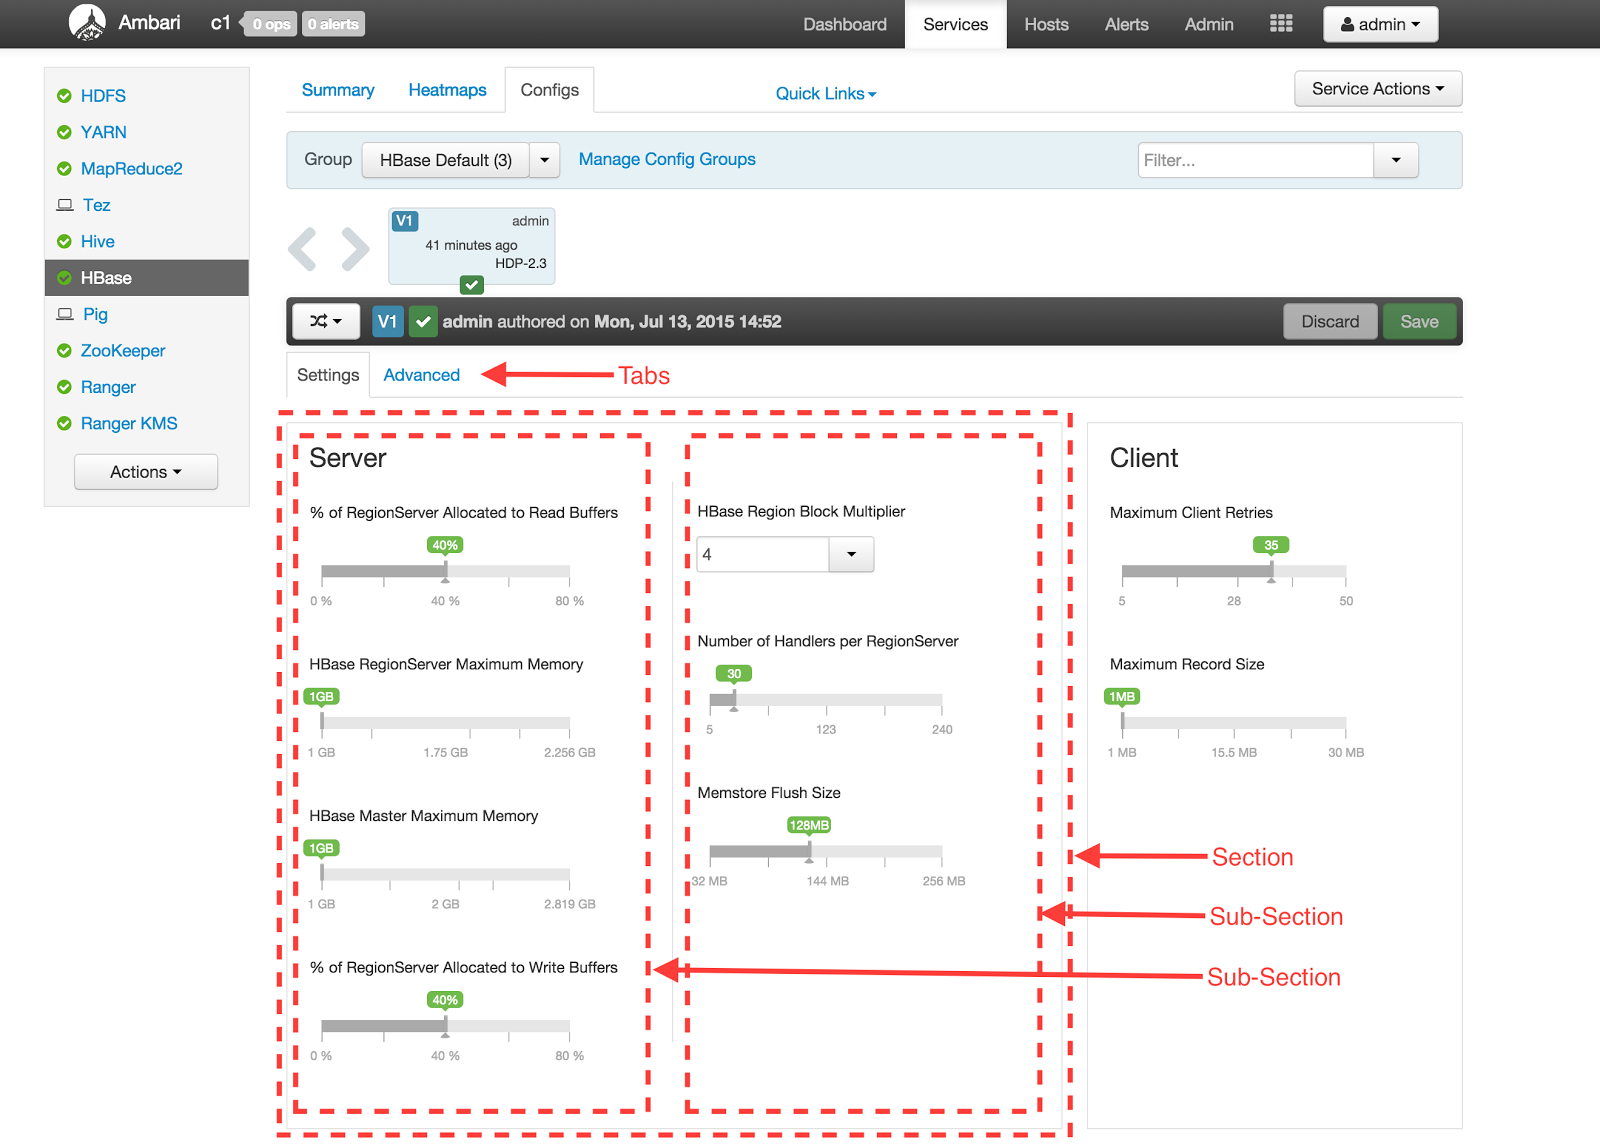 Ambari c1 0 ops 0 alerts Dashboard Services Hosts Alerts Admin admin
HDFS
YARN
MapReduce2
Tez
Hive
HBase
Pig
ZooKeeper
Ranger
Ranger KMS
Actions
Summary Heatmaps Configs Quick Links Service Actions
Group HBase Default (3) Manage Config Groups Filter...
V1 admin
41 minutes ago
HDP-2.3
V1 admin authored on Mon, Jul 13, 2015 14:52 Discard Save
Settings Advanced Tabs
Server
% of RegionServer Allocated to Read Buffers
40%
0 % 40 % 80 %
HBase RegionServer Maximum Memory
1GB
1 GB 1.75 GB 2.256 GB
HBase Master Maximum Memory
1GB
1 GB 2 GB 2.819 GB
% of RegionServer Allocated to Write Buffers
40%
0 % 40 % 80 %
HBase Region Block Multiplier
4
Number of Handlers per RegionServer
30
5 123 240
Memstore Flush Size
128MB
32 MB 144 MB 256 MB
Client
Maximum Client Retries
35
5 28 50
Maximum Record Size
1MB
1 MB 15.5 MB 30 MB
Section
Sub-Section
Sub-Section